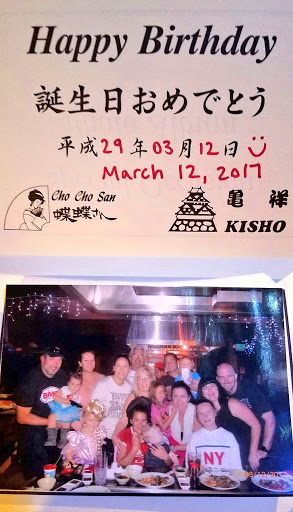 Happy Birthday
誕生日おめでとう
平成29年03月12日
March 12, 2017
Cho Cho San
蝶蝶さん
亀祥
KISHO
NY